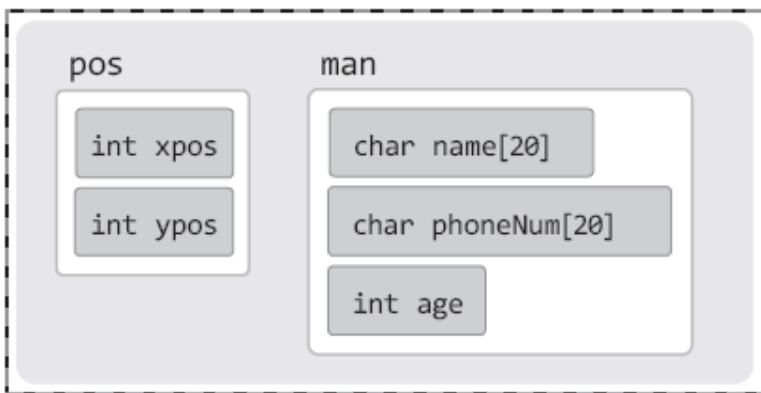 pos
int xpos
int ypos
man
char name[20]
char phoneNum[20]
int age